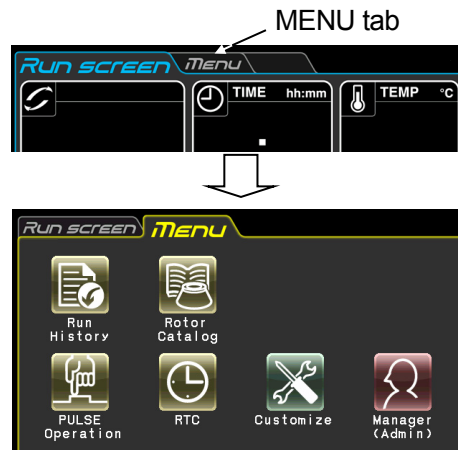 MENU tab
Run screen Menu
TIME hh:mm TEMP °C
Run screen Menu
Run History Rotor Catalog
PULSE Operation RTC Customize Manager (Admin)